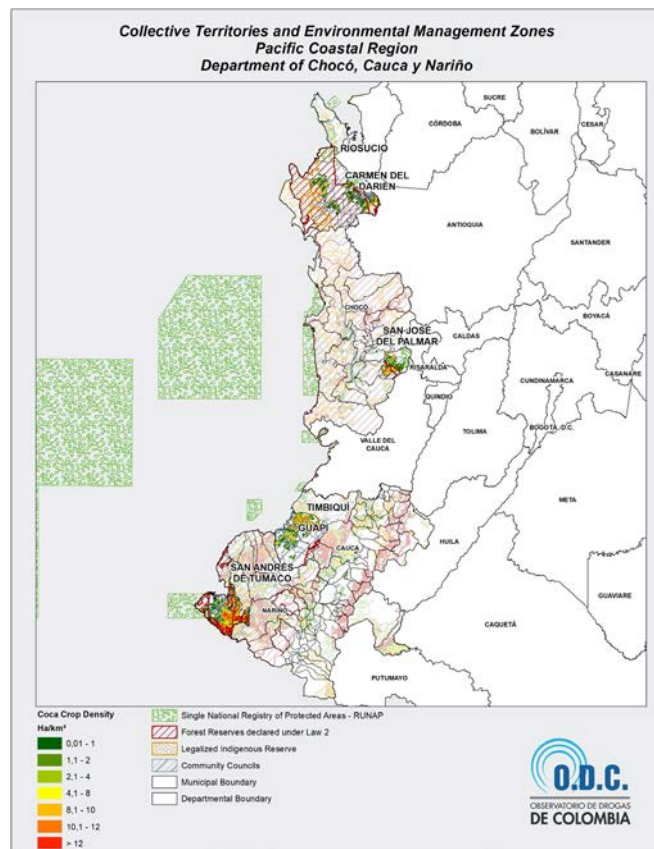 Collective Territories and Environmental Management Zones
Pacific Coastal Region
Department of Chocó, Cauca y Nariño
SUCRE
CÓRDOBA
CESAR
BOLÍVAR
RIOSUCIO
CARMEN DEL
DARIÉN
ANTIOQUIA
SANTANDER
CHOCÓ
BOYACÁ
SAN JOSÉ
DEL PALMAR
CALDAS
RISARALDA
CASANARE
CUNDINAMARCA
QUINDIO
BOGOTÁ, D.C.
TOLIMA
VALLE DEL
CAUCA
META
TIMBIQUÍ
GUAPI
CAUCA
HUILA
SAN ANDRÉS
DE TUMACO
GUAVIARE
NARIÑO
CAQUETÁ
PUTUMAYO
Coca Crop Density
Ha/km²
0,01 - 1
1,1 - 2
2,1 - 4
4,1 - 8
8,1 - 10
10,1 - 12
> 12
Single National Registry of Protected Areas - RUNAP
Forest Reserves declared under Law 2
Legalized Indigenous Reserve
Community Councils
Municipal Boundary
Departmental Boundary
O.D.C.
OBSERVATORIO DE DROGAS
DE COLOMBIA